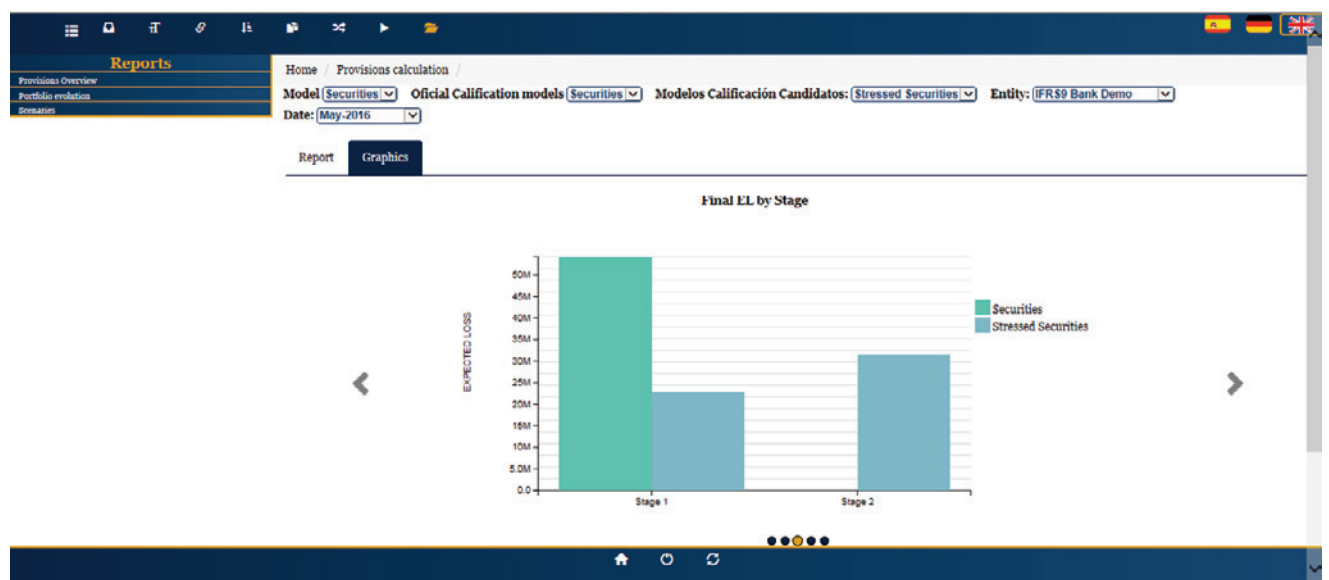 Reports
Provisions Overview
Portfolio evolution
Scenarios
Home / Provisions calculation /
Model Securities Oficial Calification models Securities Modelos Calificación Candidatos: Stressed Securities Entity: IFRS9 Bank Demo
Date: May-2016
Report Graphics
Final EL by Stage
EXPECTED LOSS
50M
45M
40M
35M
30M
25M
20M
15M
10M
5.0M
0.0
Stage 1 Stage 2
Securities
Stressed Securities